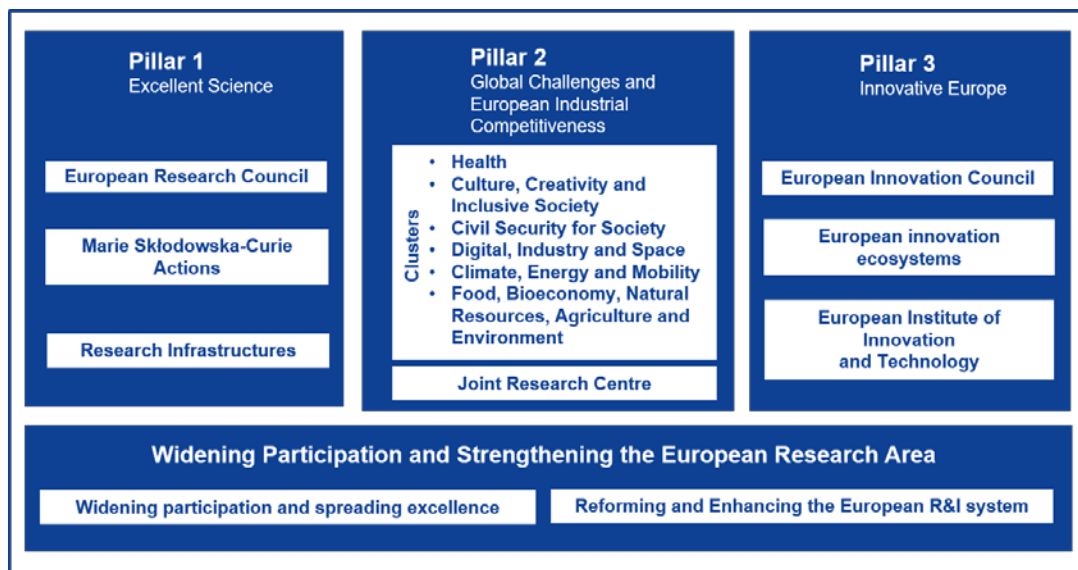 Pillar 1
Excellent Science
European Research Council
Marie Skłodowska-Curie
Actions
Research Infrastructures
Pillar 2
Global Challenges and
European Industrial
Competitiveness
Clusters
• Health
• Culture, Creativity and
Inclusive Society
• Civil Security for Society
• Digital, Industry and Space
• Climate, Energy and Mobility
• Food, Bioeconomy, Natural
Resources, Agriculture and
Environment
Joint Research Centre
Pillar 3
Innovative Europe
European Innovation Council
European innovation
ecosystems
European Institute of
Innovation
and Technology
Widening Participation and Strengthening the European Research Area
Widening participation and spreading excellence
Reforming and Enhancing the European R&I system